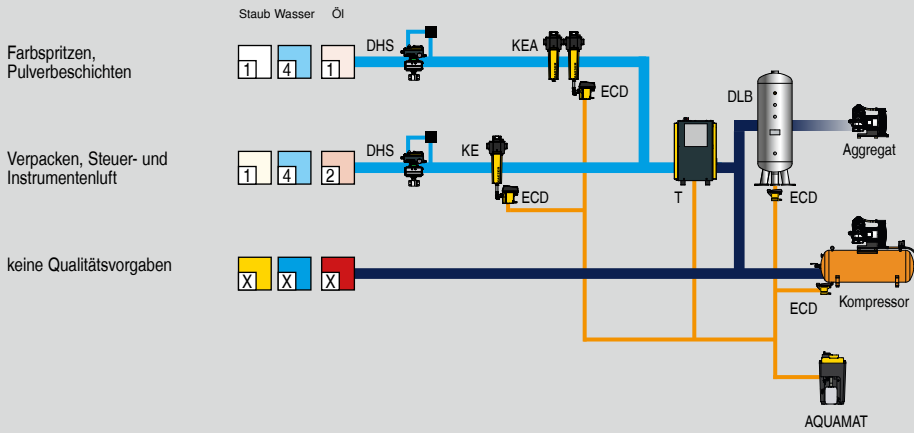 Staub Wasser Öl
Farbspritzen,
Pulverbeschichten
1 4 1
DHS
KEA
ECD
DLB
Aggregat
Verpacken, Steuer- und
Instrumentenluft
1 4 2
DHS
KE
ECD
T
ECD
keine Qualitätsvorgaben
X X X
ECD
Kompressor
AQUAMAT